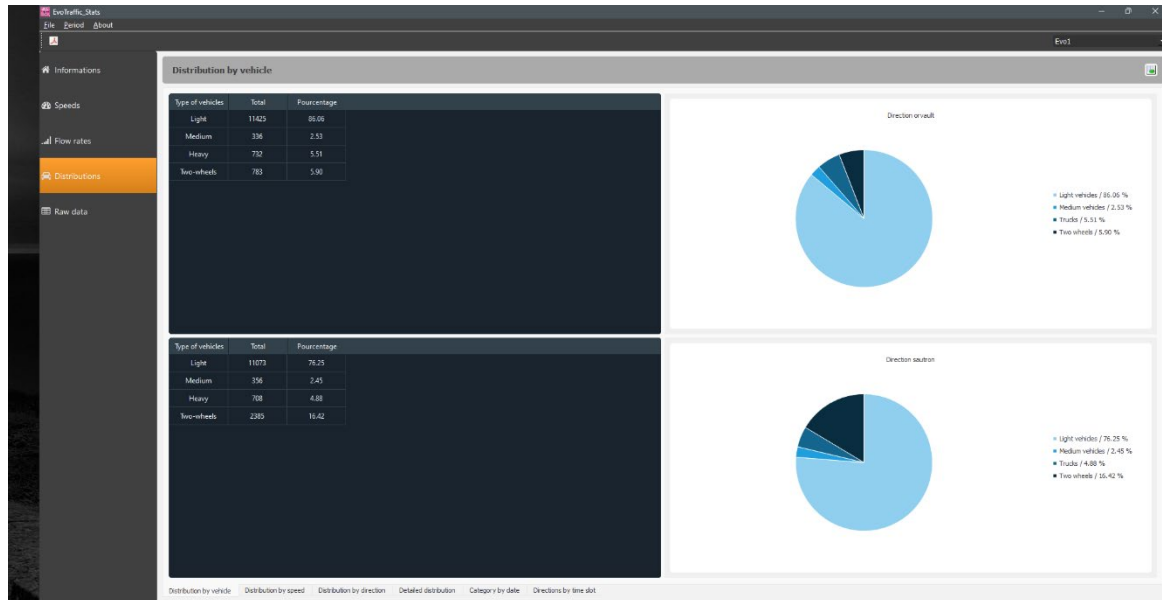 EvoTraffic_Stats
File Period About
Evo1
Informations
Speeds
Flow rates
Distributions
Raw data
Distribution by vehicle
Type of vehicles Total Pourcentage
Light 11425 86.06
Medium 336 2.53
Heavy 732 5.51
Two-wheels 783 5.90
Direction orvault
Light vehicles / 86.06 %
Medium vehicles / 2.53 %
Trucks / 5.51 %
Two wheels / 5.90 %
Type of vehicles Total Pourcentage
Light 11073 76.25
Medium 356 2.45
Heavy 708 4.88
Two-wheels 2385 16.42
Direction sautron
Light vehicles / 76.25 %
Medium vehicles / 2.45 %
Trucks / 4.88 %
Two wheels / 16.42 %
Distribution by vehicle Distribution by speed Distribution by direction Detailed distribution Category by date Directions by time slot